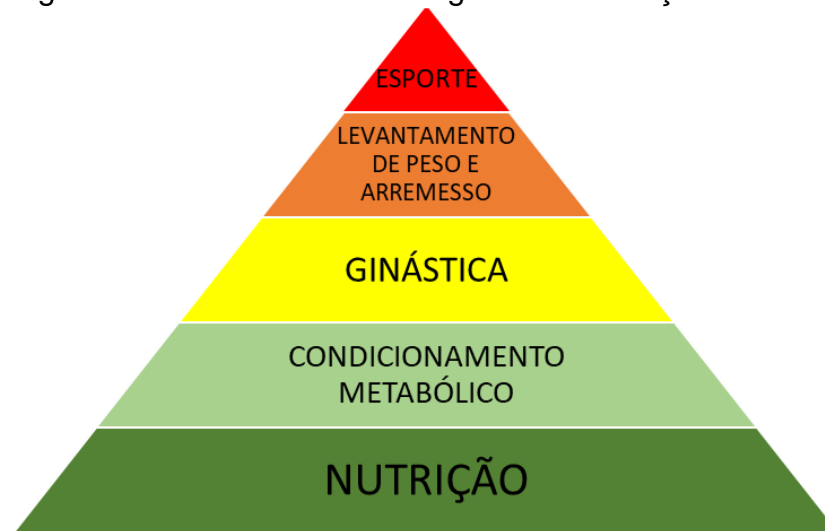 ESPORTE
LEVANTAMENTO
DE PESO E
ARREMESSO
GINÁSTICA
CONDICIONAMENTO
METABÓLICO
NUTRIÇÃO